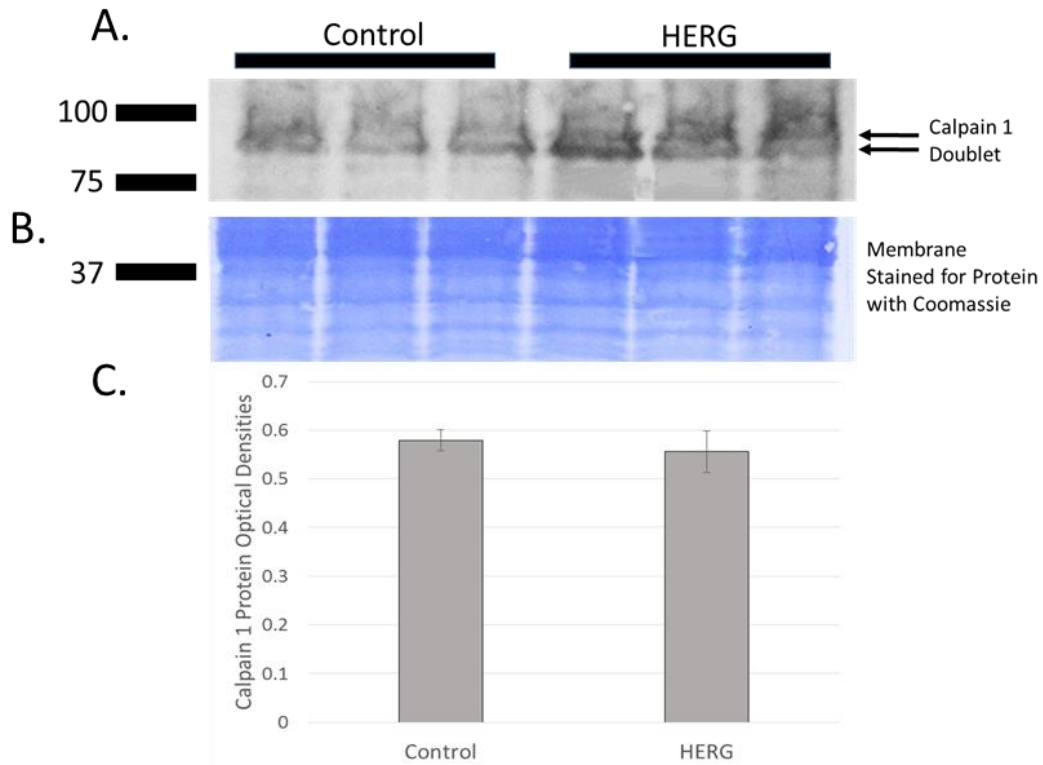 A.
Control
HERG
100
75
Calpain 1
Doublet
B.
37
Membrane
Stained for Protein
with Coomassie
C.
Calpain 1 Protein Optical Densities
0.7
0.6
0.5
0.4
0.3
0.2
0.1
0
Control
HERG